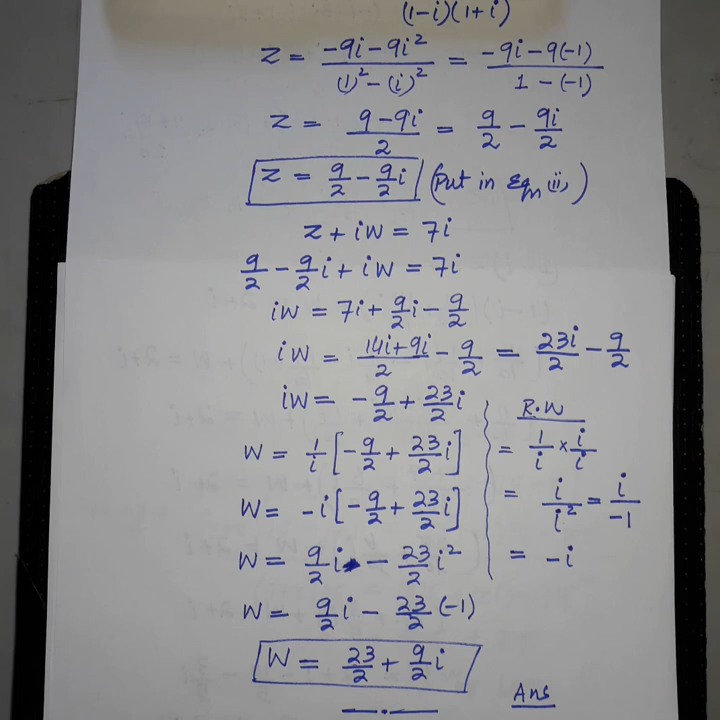 (1-i)(1+i)
Z = -9i-9i²/(1)²-(i)² = -9i-9(-1)/1-(-1)
Z = 9-9i/2 = 9/2 - 9i/2
Z = 9/2 - 9/2 i (Put in Eqn ii,)
Z + iW = 7i
9/2 - 9/2 i + iW = 7i
iW = 7i + 9/2 i - 9/2
iW = 14i+9i/2 - 9/2 = 23i/2 - 9/2
iW = -9/2 + 23/2 i
W = 1/i [-9/2 + 23/2 i]
W = -i[-9/2 + 23/2 i]
W = 9/2 i - 23/2 i²
W = 9/2 i - 23/2 (-1)
W = 23/2 + 9/2 i
R.W
= 1/i × i/i
= i/i² = i/-1
= -i
Ans